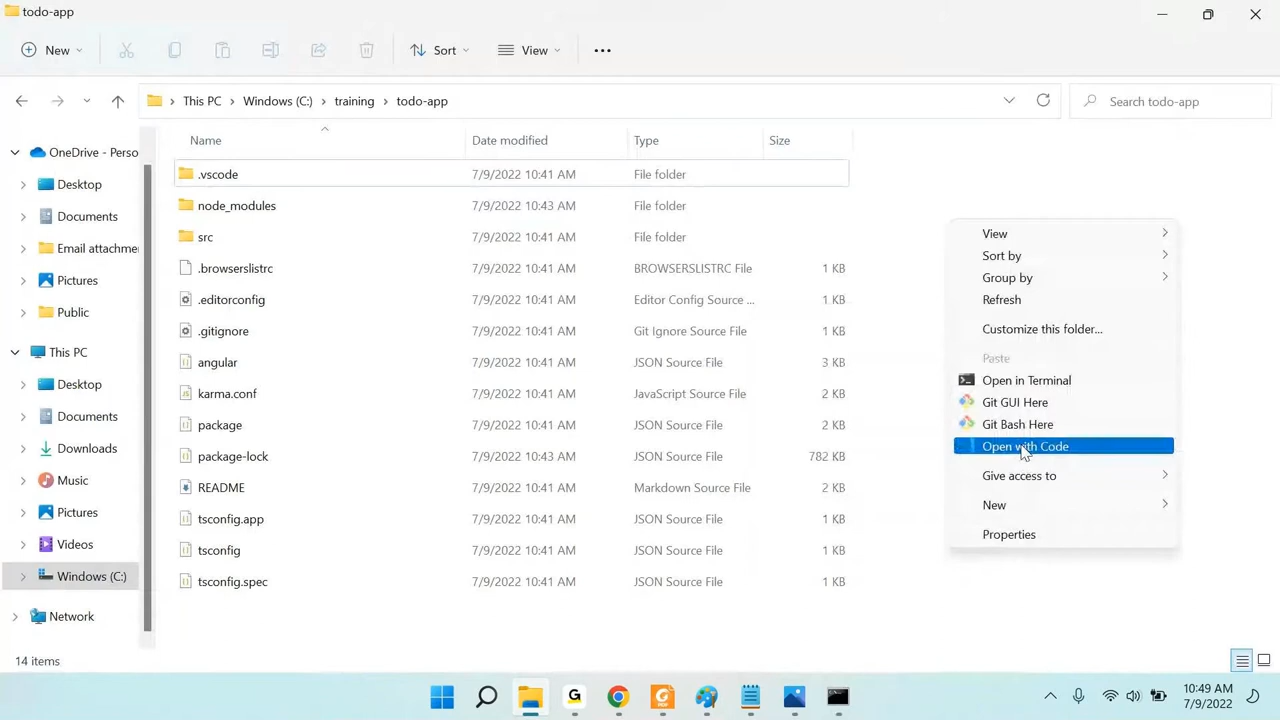 todo-app
New
Sort
View
This PC
Windows (C:)
training
todo-app
Search todo-app
Name
Date modified
Type
Size
OneDrive - Perso
Desktop
Documents
Email attachme
Pictures
Public
This PC
Desktop
Documents
Downloads
Music
Pictures
Videos
Windows (C:)
Network
.vscode 7/9/2022 10:41 AM File folder
node_modules 7/9/2022 10:43 AM File folder
src 7/9/2022 10:41 AM File folder
.browserslistrc 7/9/2022 10:41 AM BROWSERSLISTRC File 1 KB
.editorconfig 7/9/2022 10:41 AM Editor Config Source ... 1 KB
.gitignore 7/9/2022 10:41 AM Git Ignore Source File 1 KB
angular 7/9/2022 10:41 AM JSON Source File 3 KB
karma.conf 7/9/2022 10:41 AM JavaScript Source File 2 KB
package 7/9/2022 10:41 AM JSON Source File 2 KB
package-lock 7/9/2022 10:43 AM JSON Source File 782 KB
README 7/9/2022 10:41 AM Markdown Source File 2 KB
tsconfig.app 7/9/2022 10:41 AM JSON Source File 1 KB
tsconfig 7/9/2022 10:41 AM JSON Source File 1 KB
tsconfig.spec 7/9/2022 10:41 AM JSON Source File 1 KB
View
Sort by
Group by
Refresh
Customize this folder...
Paste
Open in Terminal
Git GUI Here
Git Bash Here
Open with Code
Give access to
New
Properties
14 items
G
PDF
10:49 AM
7/9/2022